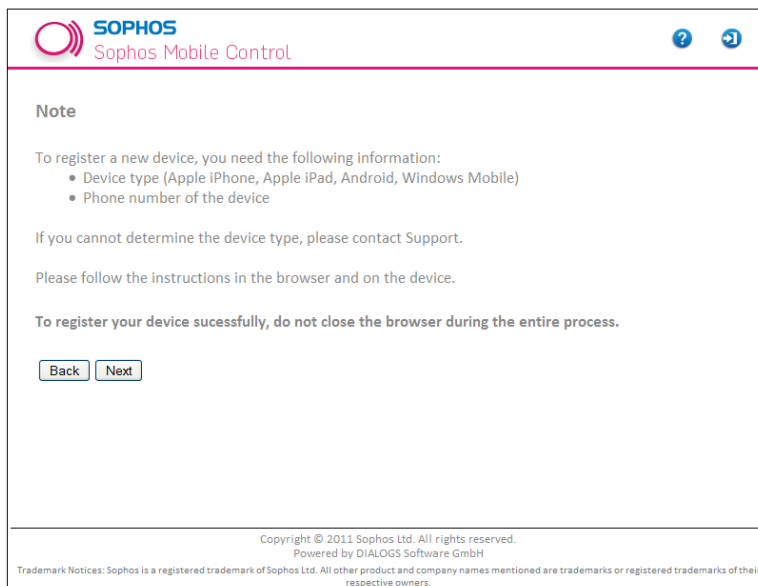 SOPHOS
Sophos Mobile Control
?
Note
To register a new device, you need the following information:
• Device type (Apple iPhone, Apple iPad, Android, Windows Mobile)
• Phone number of the device
If you cannot determine the device type, please contact Support.
Please follow the instructions in the browser and on the device.
To register your device sucessfully, do not close the browser during the entire process.
Back Next
Copyright © 2011 Sophos Ltd. All rights reserved.
Powered by DIALOGS Software GmbH
Trademark Notices: Sophos is a registered trademark of Sophos Ltd. All other product and company names mentioned are trademarks or registered trademarks of their
respective owners.